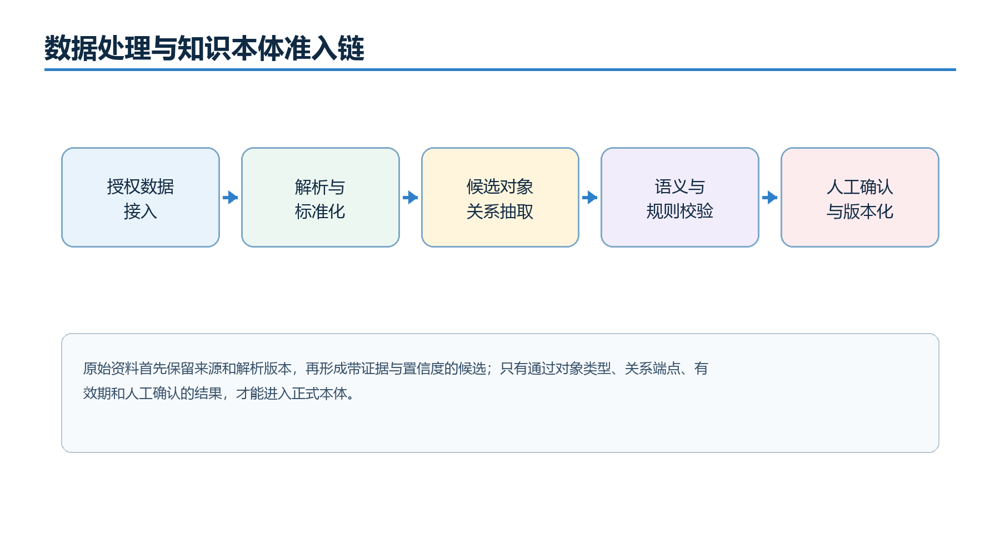 数据处理与知识本体准入链
授权数据
接入
解析与
标准化
候选对象
关系抽取
语义与
规则校验
人工确认
与版本化
原始资料首先保留来源和解析版本，再形成带证据与置信度的候选；只有通过对象类型、关系端点、有
效期和人工确认的结果，才能进入正式本体。